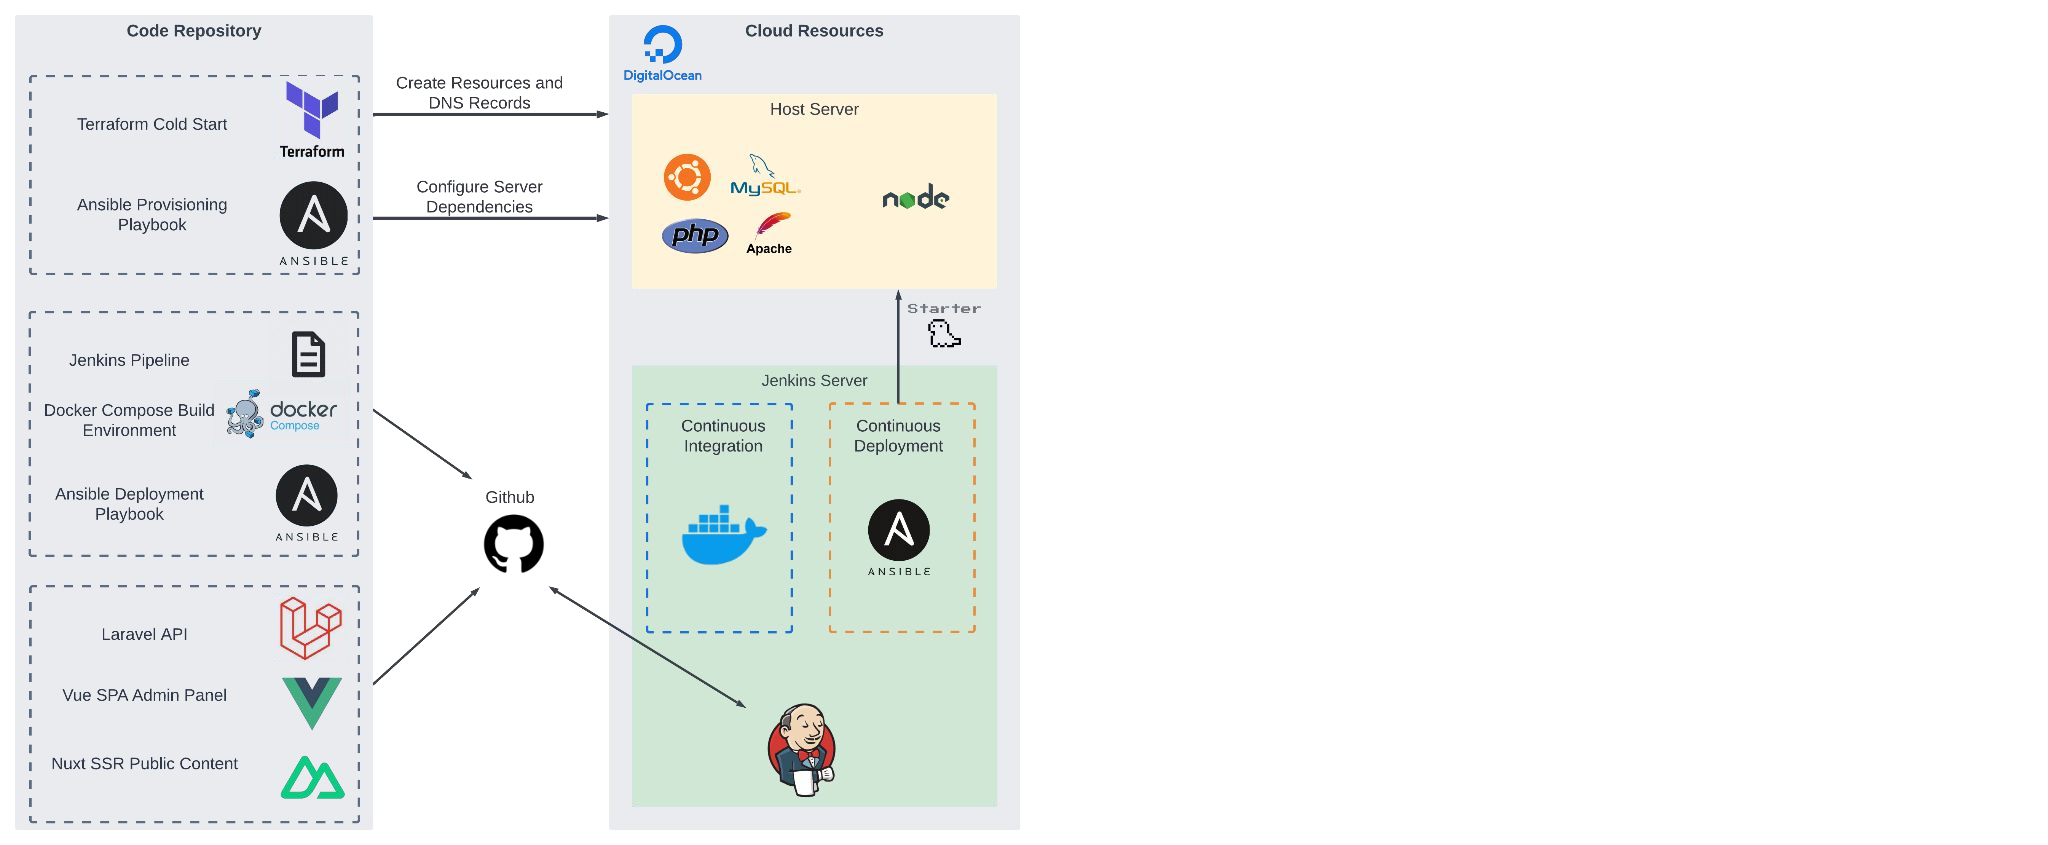 Code Repository
Terraform Cold Start
Terraform
Ansible Provisioning
Playbook
ANSIBLE
Jenkins Pipeline
Docker Compose Build
Environment
docker
Compose
Ansible Deployment
Playbook
ANSIBLE
Laravel API
Vue SPA Admin Panel
Nuxt SSR Public Content
Create Resources and
DNS Records
Configure Server
Dependencies
Github
Cloud Resources
DigitalOcean
Host Server
MySQL
node
php
Apache
Starter
Jenkins Server
Continuous
Integration
Continuous
Deployment
ANSIBLE